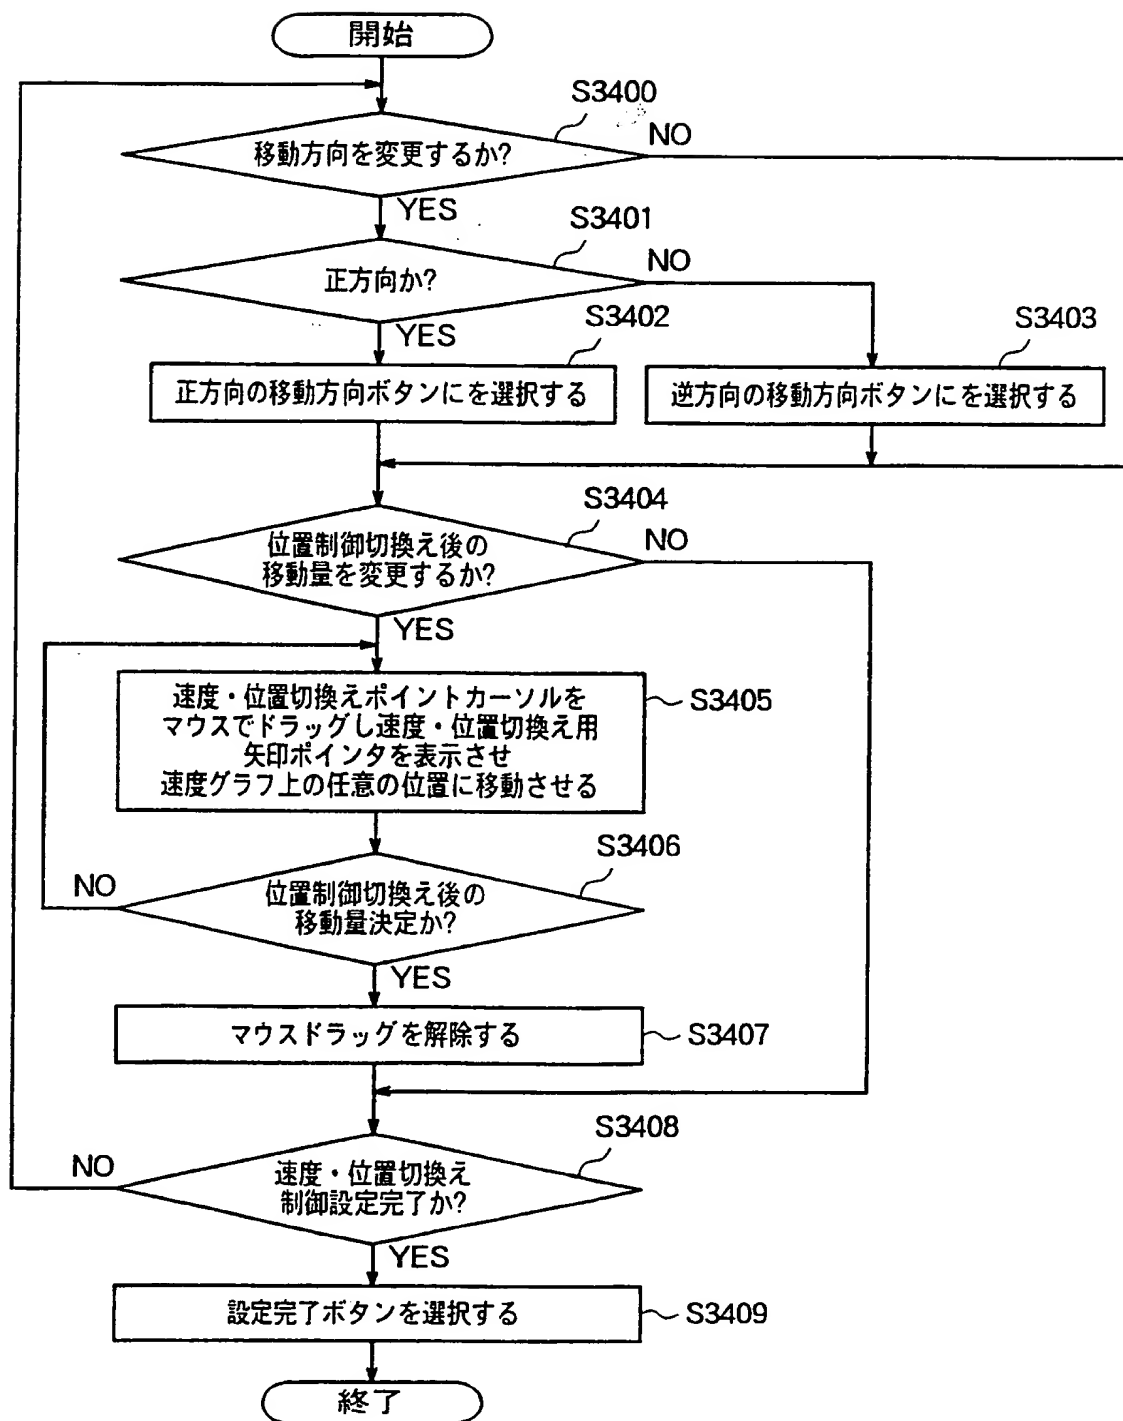 開始
S3400
移動方向を変更するか?
NO
YES
S3401
正方向か?
NO
YES
S3402
正方向の移動方向ボタンにを選択する
S3403
逆方向の移動方向ボタンにを選択する
S3404
位置制御切換え後の
移動量を変更するか?
NO
YES
速度・位置切換えポイントカーソルを
マウスでドラッグし速度・位置切換え用
矢印ポインタを表示させ
速度グラフ上の任意の位置に移動させる
S3405
S3406
NO
位置制御切換え後の
移動量決定か?
YES
マウスドラッグを解除する
S3407
S3408
NO
速度・位置切換え
制御設定完了か?
YES
設定完了ボタンを選択する
S3409
終了